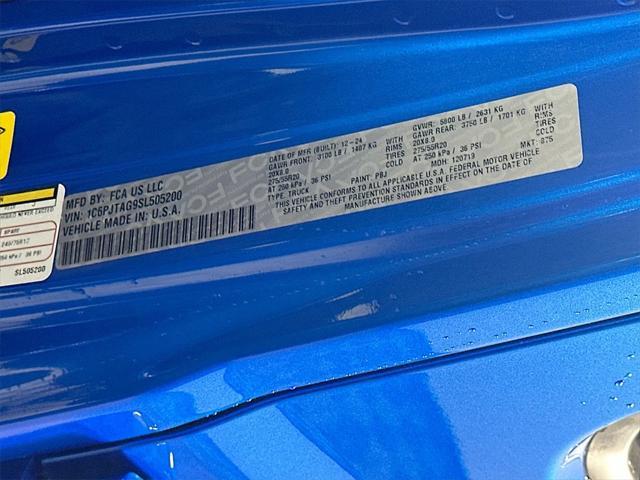 MFD BY: FCA US LLC
VIN: 1C6PJTAG9SL505200
VEHICLE MADE IN: U.S.A.
DATE OF MFR (BUILT): 12-24
GAWR FRONT: 3100 LB / 1407 KG WITH
20X8.0 RIMS
275/55R20 TIRES
AT 250 kPa / 36 PSI COLD
TYPE: TRUCK PAINT: PBJ
GVWR: 5800 LB / 2631 KG
GAWR REAR: 3750 LB / 1701 KG WITH
20X8.0 RIMS
275/55R20 TIRES
AT 250 kPa / 36 PSI COLD
MDH: 120719 MKT: 875
THIS VEHICLE CONFORMS TO ALL APPLICABLE U.S.A. FEDERAL MOTOR VEHICLE
SAFETY AND THEFT PREVENTION STANDARDS IN EFFECT ON THE DATE OF
MANUFACTURE SHOWN ABOVE.
SPARE
36 PSI
SL505200